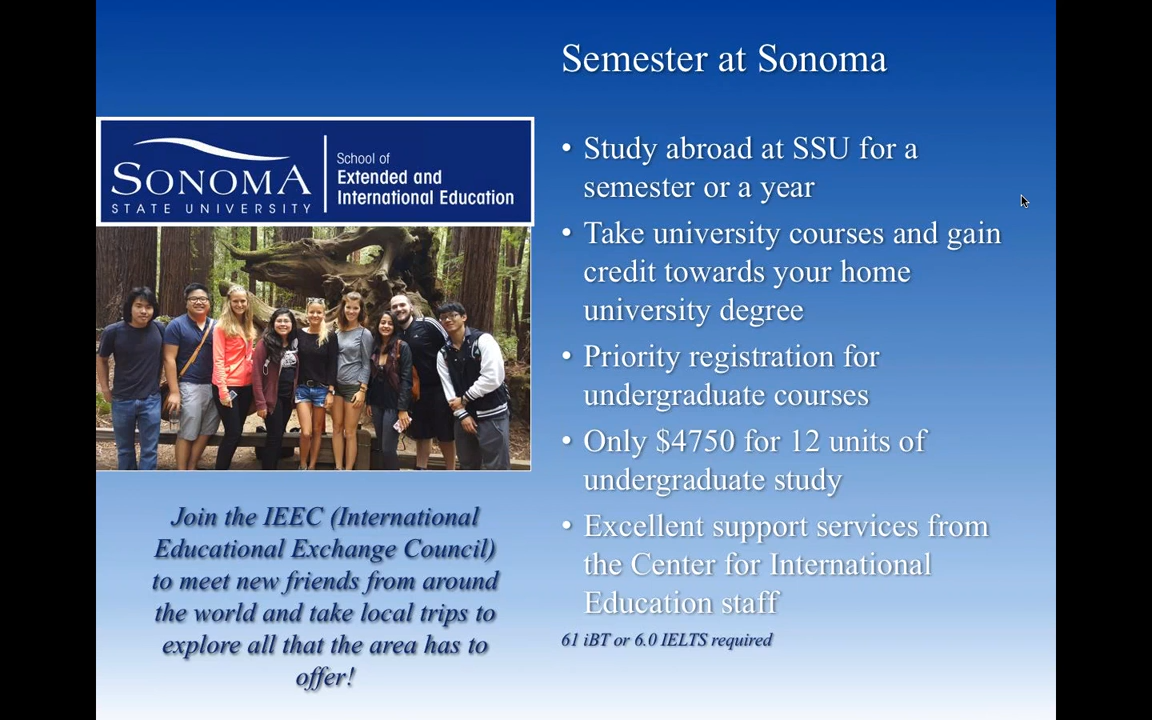 Semester at Sonoma
SONOMA
STATE UNIVERSITY
School of
Extended and
International Education
• Study abroad at SSU for a
semester or a year
• Take university courses and gain
credit towards your home
university degree
• Priority registration for
undergraduate courses
• Only $4750 for 12 units of
undergraduate study
• Excellent support services from
the Center for International
Education staff
61 iBT or 6.0 IELTS required
Join the IEEC (International
Educational Exchange Council)
to meet new friends from around
the world and take local trips to
explore all that the area has to
offer!